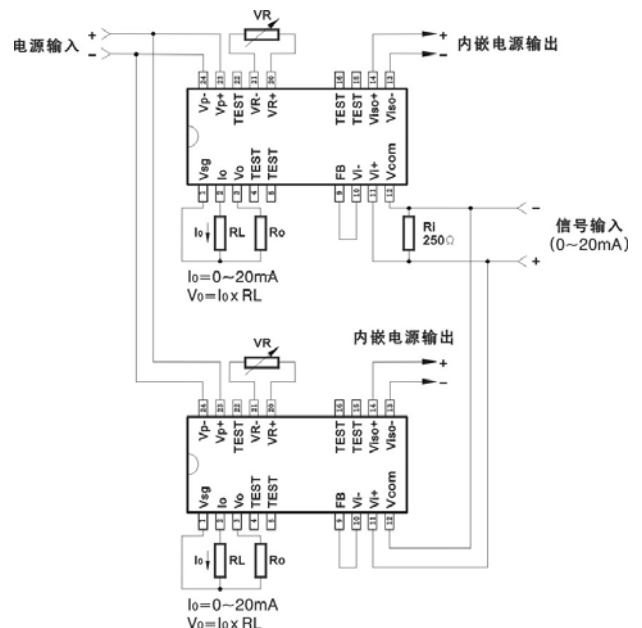 VR
电源输入
+
−
内嵌电源输出
+
−
24 23 22 21 20 16 15 14 13
Vp- Vp+ TEST VR- VR+ TEST TEST Viso+ Viso-
Vsg Io Vo TEST TEST FB Vi- Vi+ Vcom
1 2 3 4 5 9 10 11 12
Io RL Ro
Ri
250Ω
−
信号输入
(0~20mA)
+
Io=0~20mA
Vo=Io x RL
内嵌电源输出
VR
+
−
24 23 22 21 20 16 15 14 13
Vp- Vp+ TEST VR- VR+ TEST TEST Viso+ Viso-
Vsg Io Vo TEST TEST FB Vi- Vi+ Vcom
1 2 3 4 5 9 10 11 12
Io RL Ro
Io=0~20mA
Vo=Io x RL